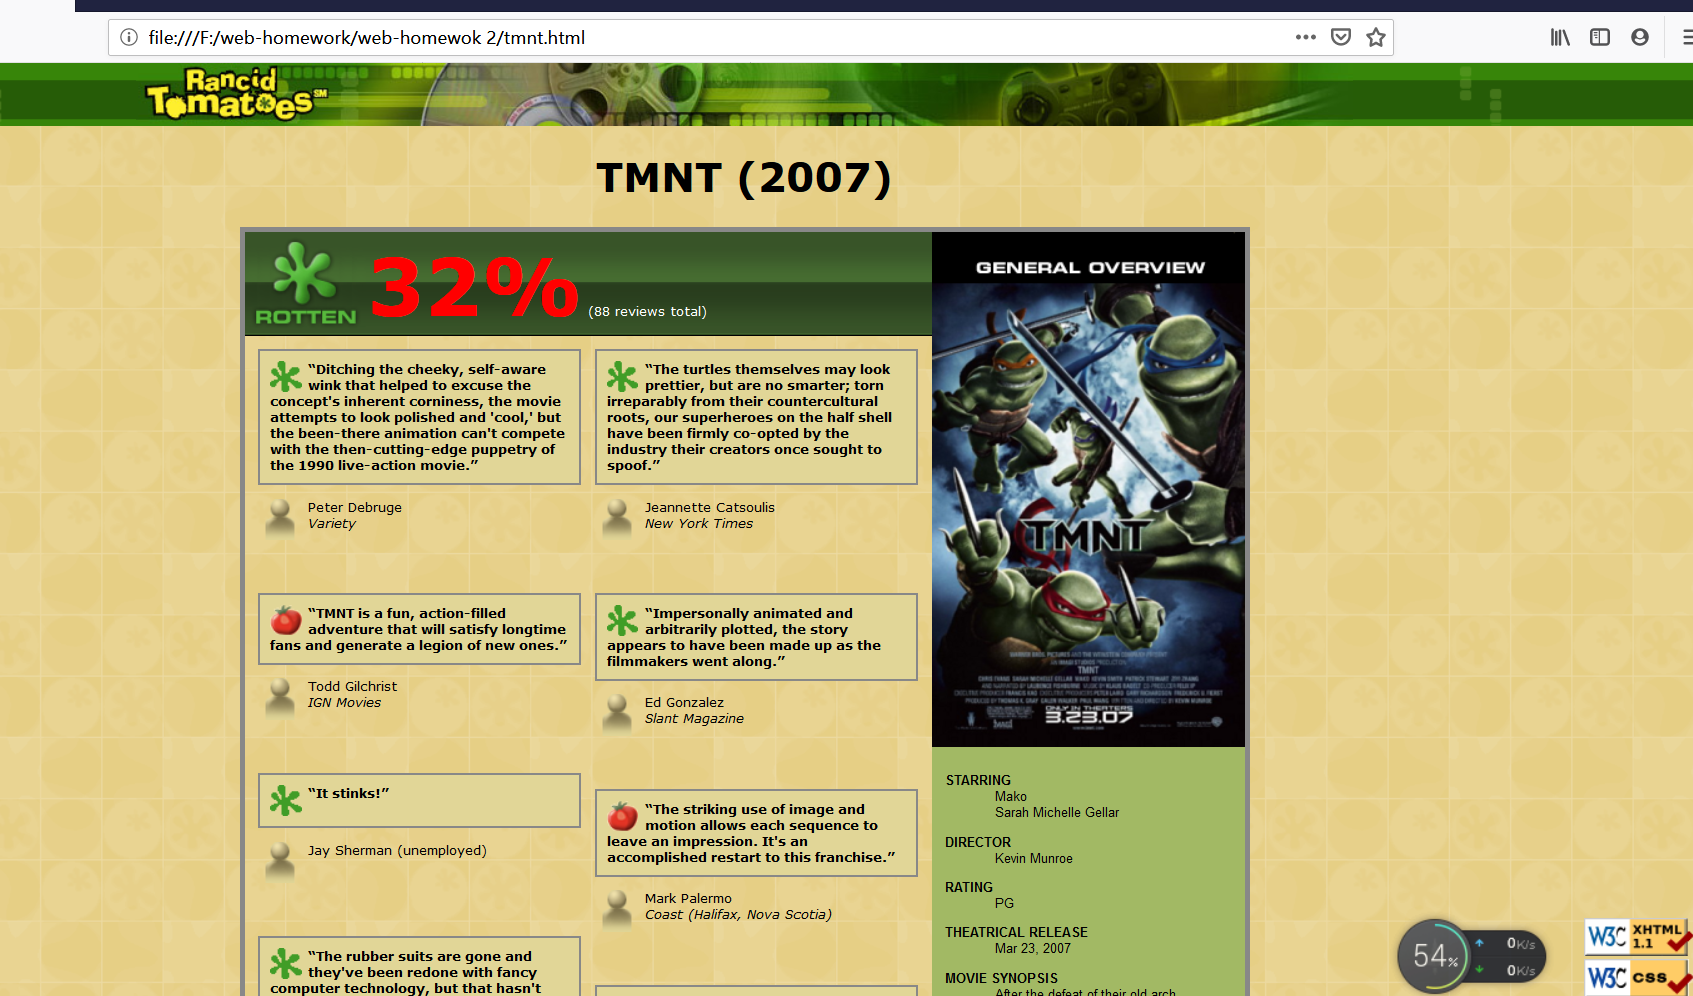 file:///F:/web-homework/web-homewok 2/tmnt.html
Rancid
Tomatoes SM
TMNT (2007)
ROTTEN
32%
(88 reviews total)
“Ditching the cheeky, self-aware
wink that helped to excuse the
concept's inherent corniness, the movie
attempts to look polished and 'cool,' but
the been-there animation can't compete
with the then-cutting-edge puppetry of
the 1990 live-action movie.”
Peter Debruge
Variety
“TMNT is a fun, action-filled
adventure that will satisfy longtime
fans and generate a legion of new ones.”
Todd Gilchrist
IGN Movies
“It stinks!”
Jay Sherman (unemployed)
“The rubber suits are gone and
they've been redone with fancy
computer technology, but that hasn't
“The turtles themselves may look
prettier, but are no smarter; torn
irreparably from their countercultural
roots, our superheroes on the half shell
have been firmly co-opted by the
industry their creators once sought to
spoof.”
Jeannette Catsoulis
New York Times
“Impersonally animated and
arbitrarily plotted, the story
appears to have been made up as the
filmmakers went along.”
Ed Gonzalez
Slant Magazine
“The striking use of image and
motion allows each sequence to
leave an impression. It's an
accomplished restart to this franchise.”
Mark Palermo
Coast (Halifax, Nova Scotia)
GENERAL OVERVIEW
TMNT
TMNT
ONLY IN THEATERS
3.23.07
STARRING
Mako
Sarah Michelle Gellar
DIRECTOR
Kevin Munroe
RATING
PG
THEATRICAL RELEASE
Mar 23, 2007
MOVIE SYNOPSIS
After the defeat of their old arch
54%
0K/s
0K/s
W3C XHTML 1.1
W3C css